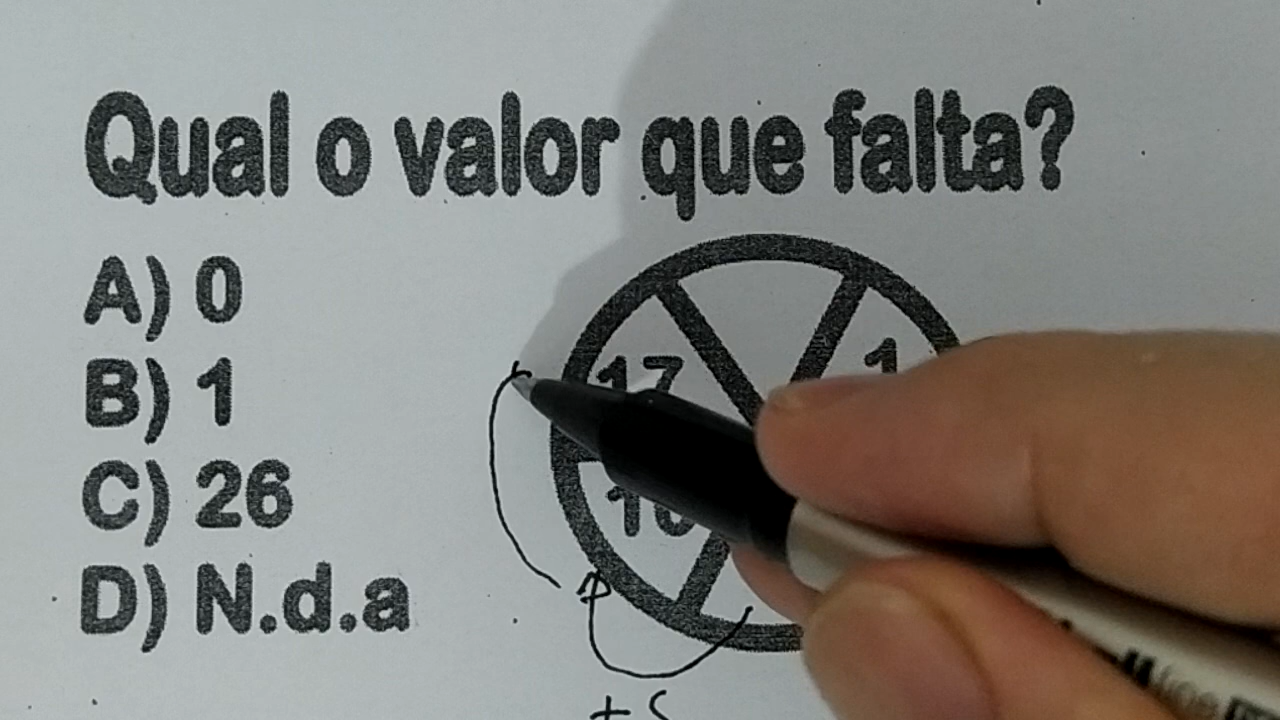 Qual o valor que falta?
A) 0
B) 1
C) 26
D) N.d.a
17
1
10